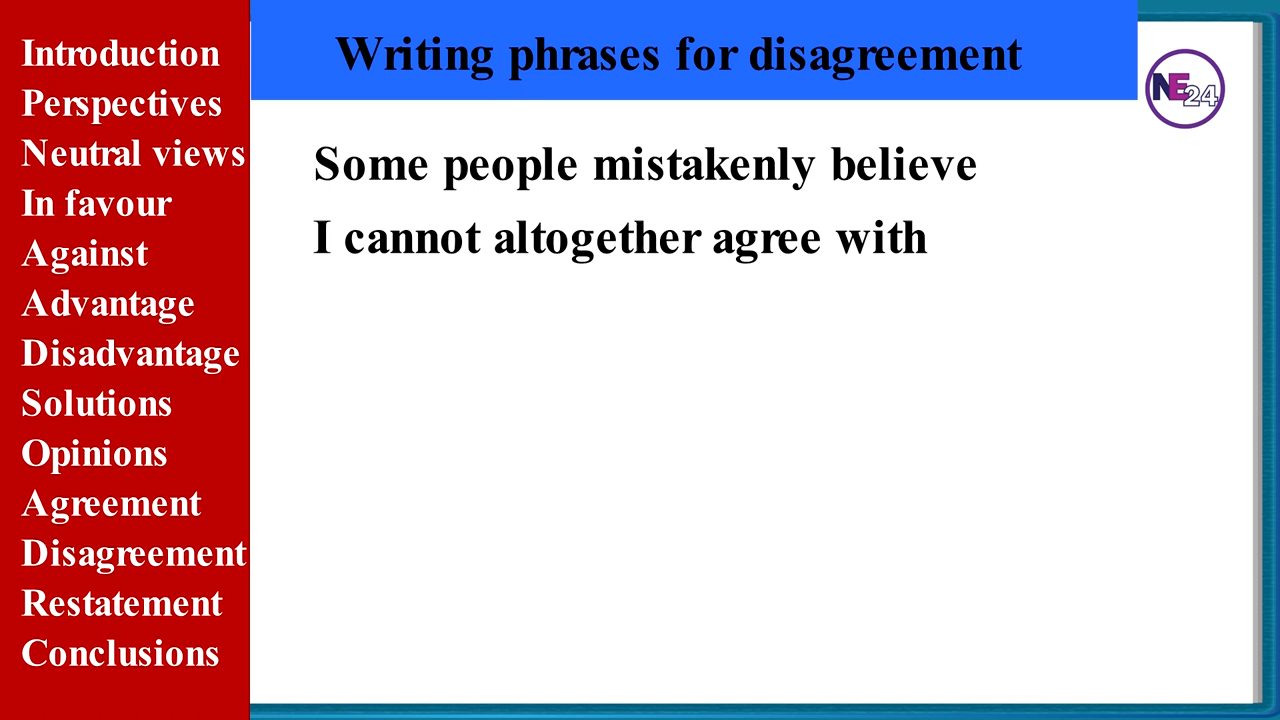 Introduction
Perspectives
Neutral views
In favour
Against
Advantage
Disadvantage
Solutions
Opinions
Agreement
Disagreement
Restatement
Conclusions
Writing phrases for disagreement
NE24
Some people mistakenly believe
I cannot altogether agree with